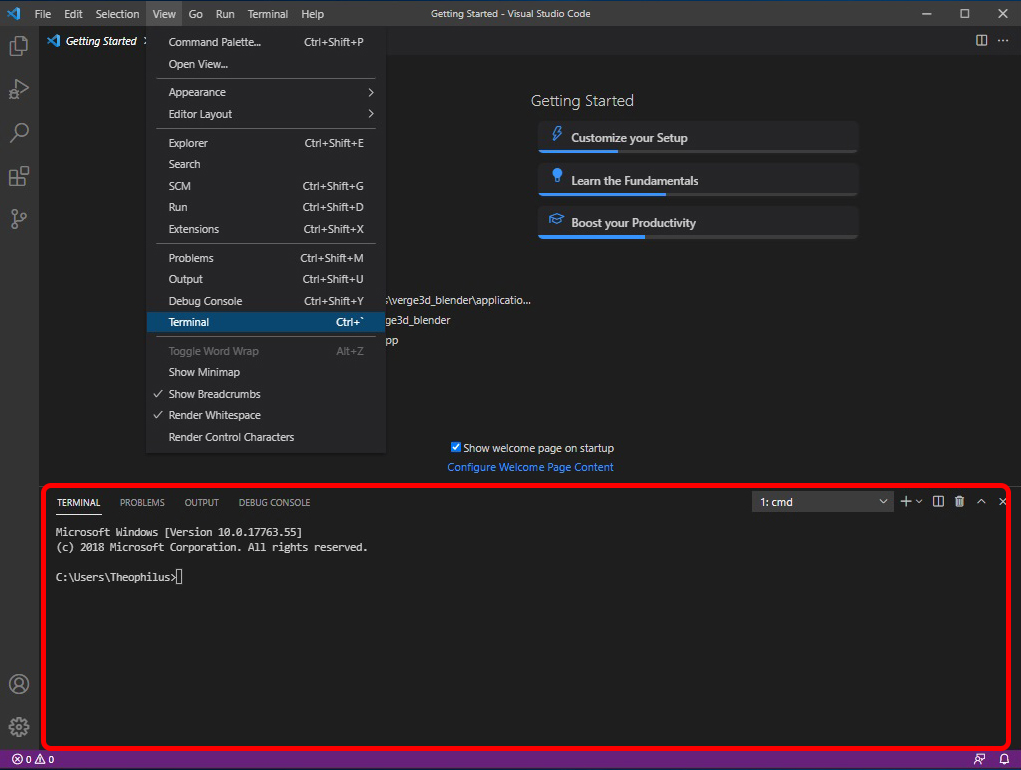 File Edit Selection View Go Run Terminal Help Getting Started - Visual Studio Code
Getting Started
Command Palette... Ctrl+Shift+P
Open View...
Appearance
Editor Layout
Explorer Ctrl+Shift+E
Search
SCM Ctrl+Shift+G
Run Ctrl+Shift+D
Extensions Ctrl+Shift+X
Problems Ctrl+Shift+M
Output Ctrl+Shift+U
Debug Console Ctrl+Shift+Y
Terminal Ctrl+`
Toggle Word Wrap Alt+Z
Show Minimap
Show Breadcrumbs
Render Whitespace
Render Control Characters
Getting Started
Customize your Setup
Learn the Fundamentals
Boost your Productivity
s\verge3d_blender\applicatio...
ge3d_blender
pp
Show welcome page on startup
Configure Welcome Page Content
TERMINAL PROBLEMS OUTPUT DEBUG CONSOLE 1: cmd
Microsoft Windows [Version 10.0.17763.55]
(c) 2018 Microsoft Corporation. All rights reserved.
C:\Users\Theophilus>
0 0